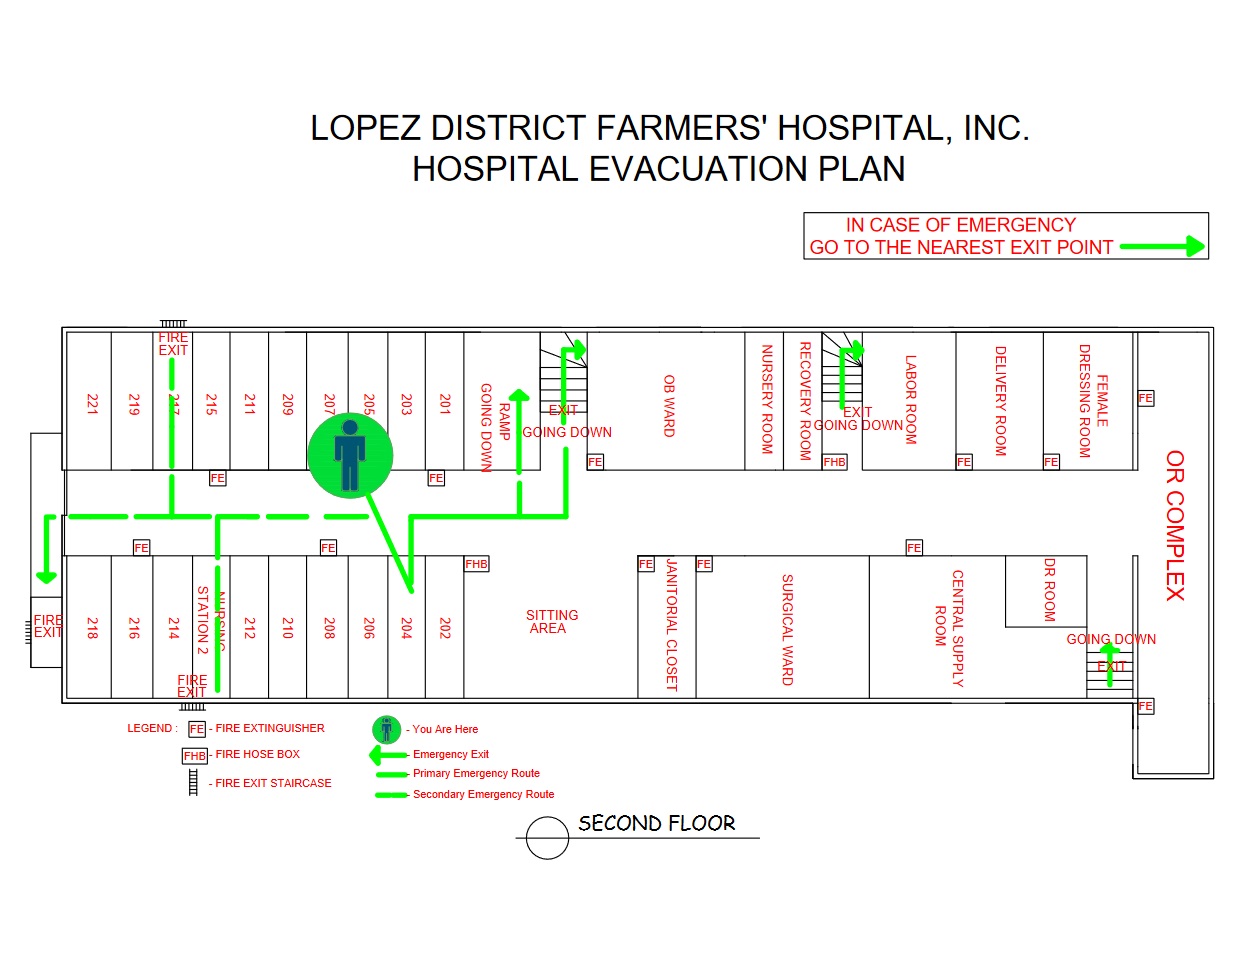 LOPEZ DISTRICT FARMERS' HOSPITAL, INC.
HOSPITAL EVACUATION PLAN
IN CASE OF EMERGENCY
GO TO THE NEAREST EXIT POINT
FIRE
EXIT
221
219
217
215
211
209
207
205
203
201
RAMP
GOING DOWN
EXIT
GOING DOWN
OB WARD
NURSERY ROOM
RECOVERY ROOM
EXIT
GOING DOWN
LABOR ROOM
DELIVERY ROOM
FEMALE
DRESSING ROOM
FE
OR COMPLEX
FE
FE
FE
FHB
FE
FE
FE
FE
FHB
FE
FE
FE
FIRE
EXIT
218
216
214
NURSING
STATION 2
FIRE
EXIT
212
210
208
206
204
202
SITTING
AREA
JANITORIAL CLOSET
SURGICAL WARD
CENTRAL SUPPLY
ROOM
DR ROOM
GOING DOWN
EXIT
FE
LEGEND :
FE - FIRE EXTINGUISHER
FHB - FIRE HOSE BOX
- FIRE EXIT STAIRCASE
- You Are Here
- Emergency Exit
- Primary Emergency Route
- Secondary Emergency Route
SECOND FLOOR